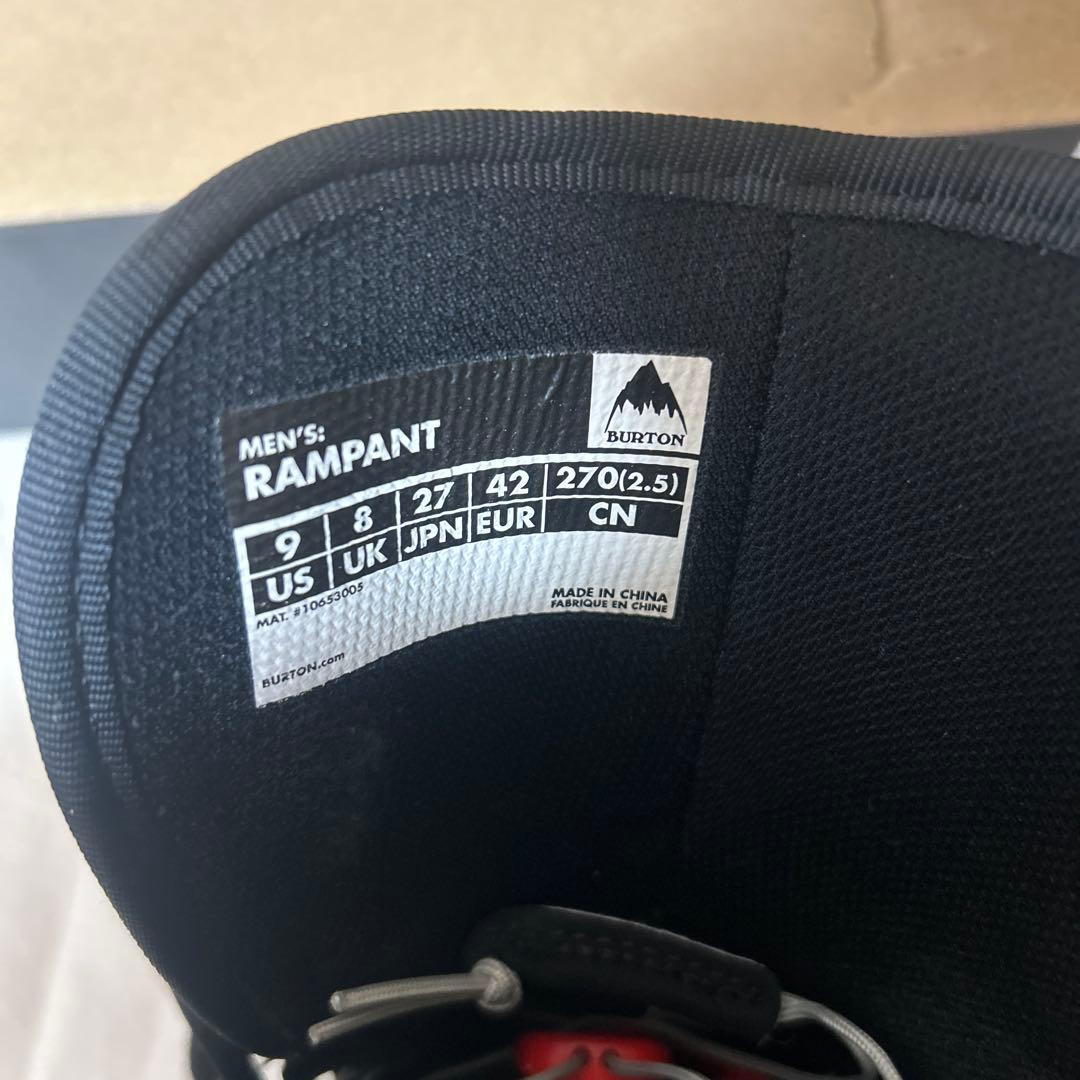 MEN'S:
RAMPANT
BURTON
9 8 27 42 270(2.5)
US UK JPN EUR CN
MAT. #10653005
MADE IN CHINA
FABRIQUE EN CHINE
BURTON.com